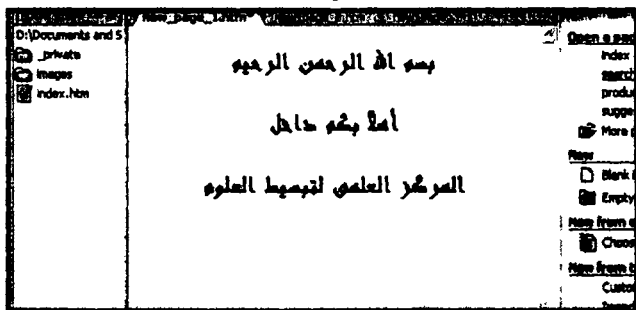 new_page_1.htm
D:\Documents and S
_private
images
index.htm
بسم الله الرحمن الرحيم
أهلاً بكم داخل
المركز العلمي لتبسيط العلوم
Open a pag
index
search
produ
sugge
More p
New
Blank
Empty
New from e
Choos
New from t
Custo